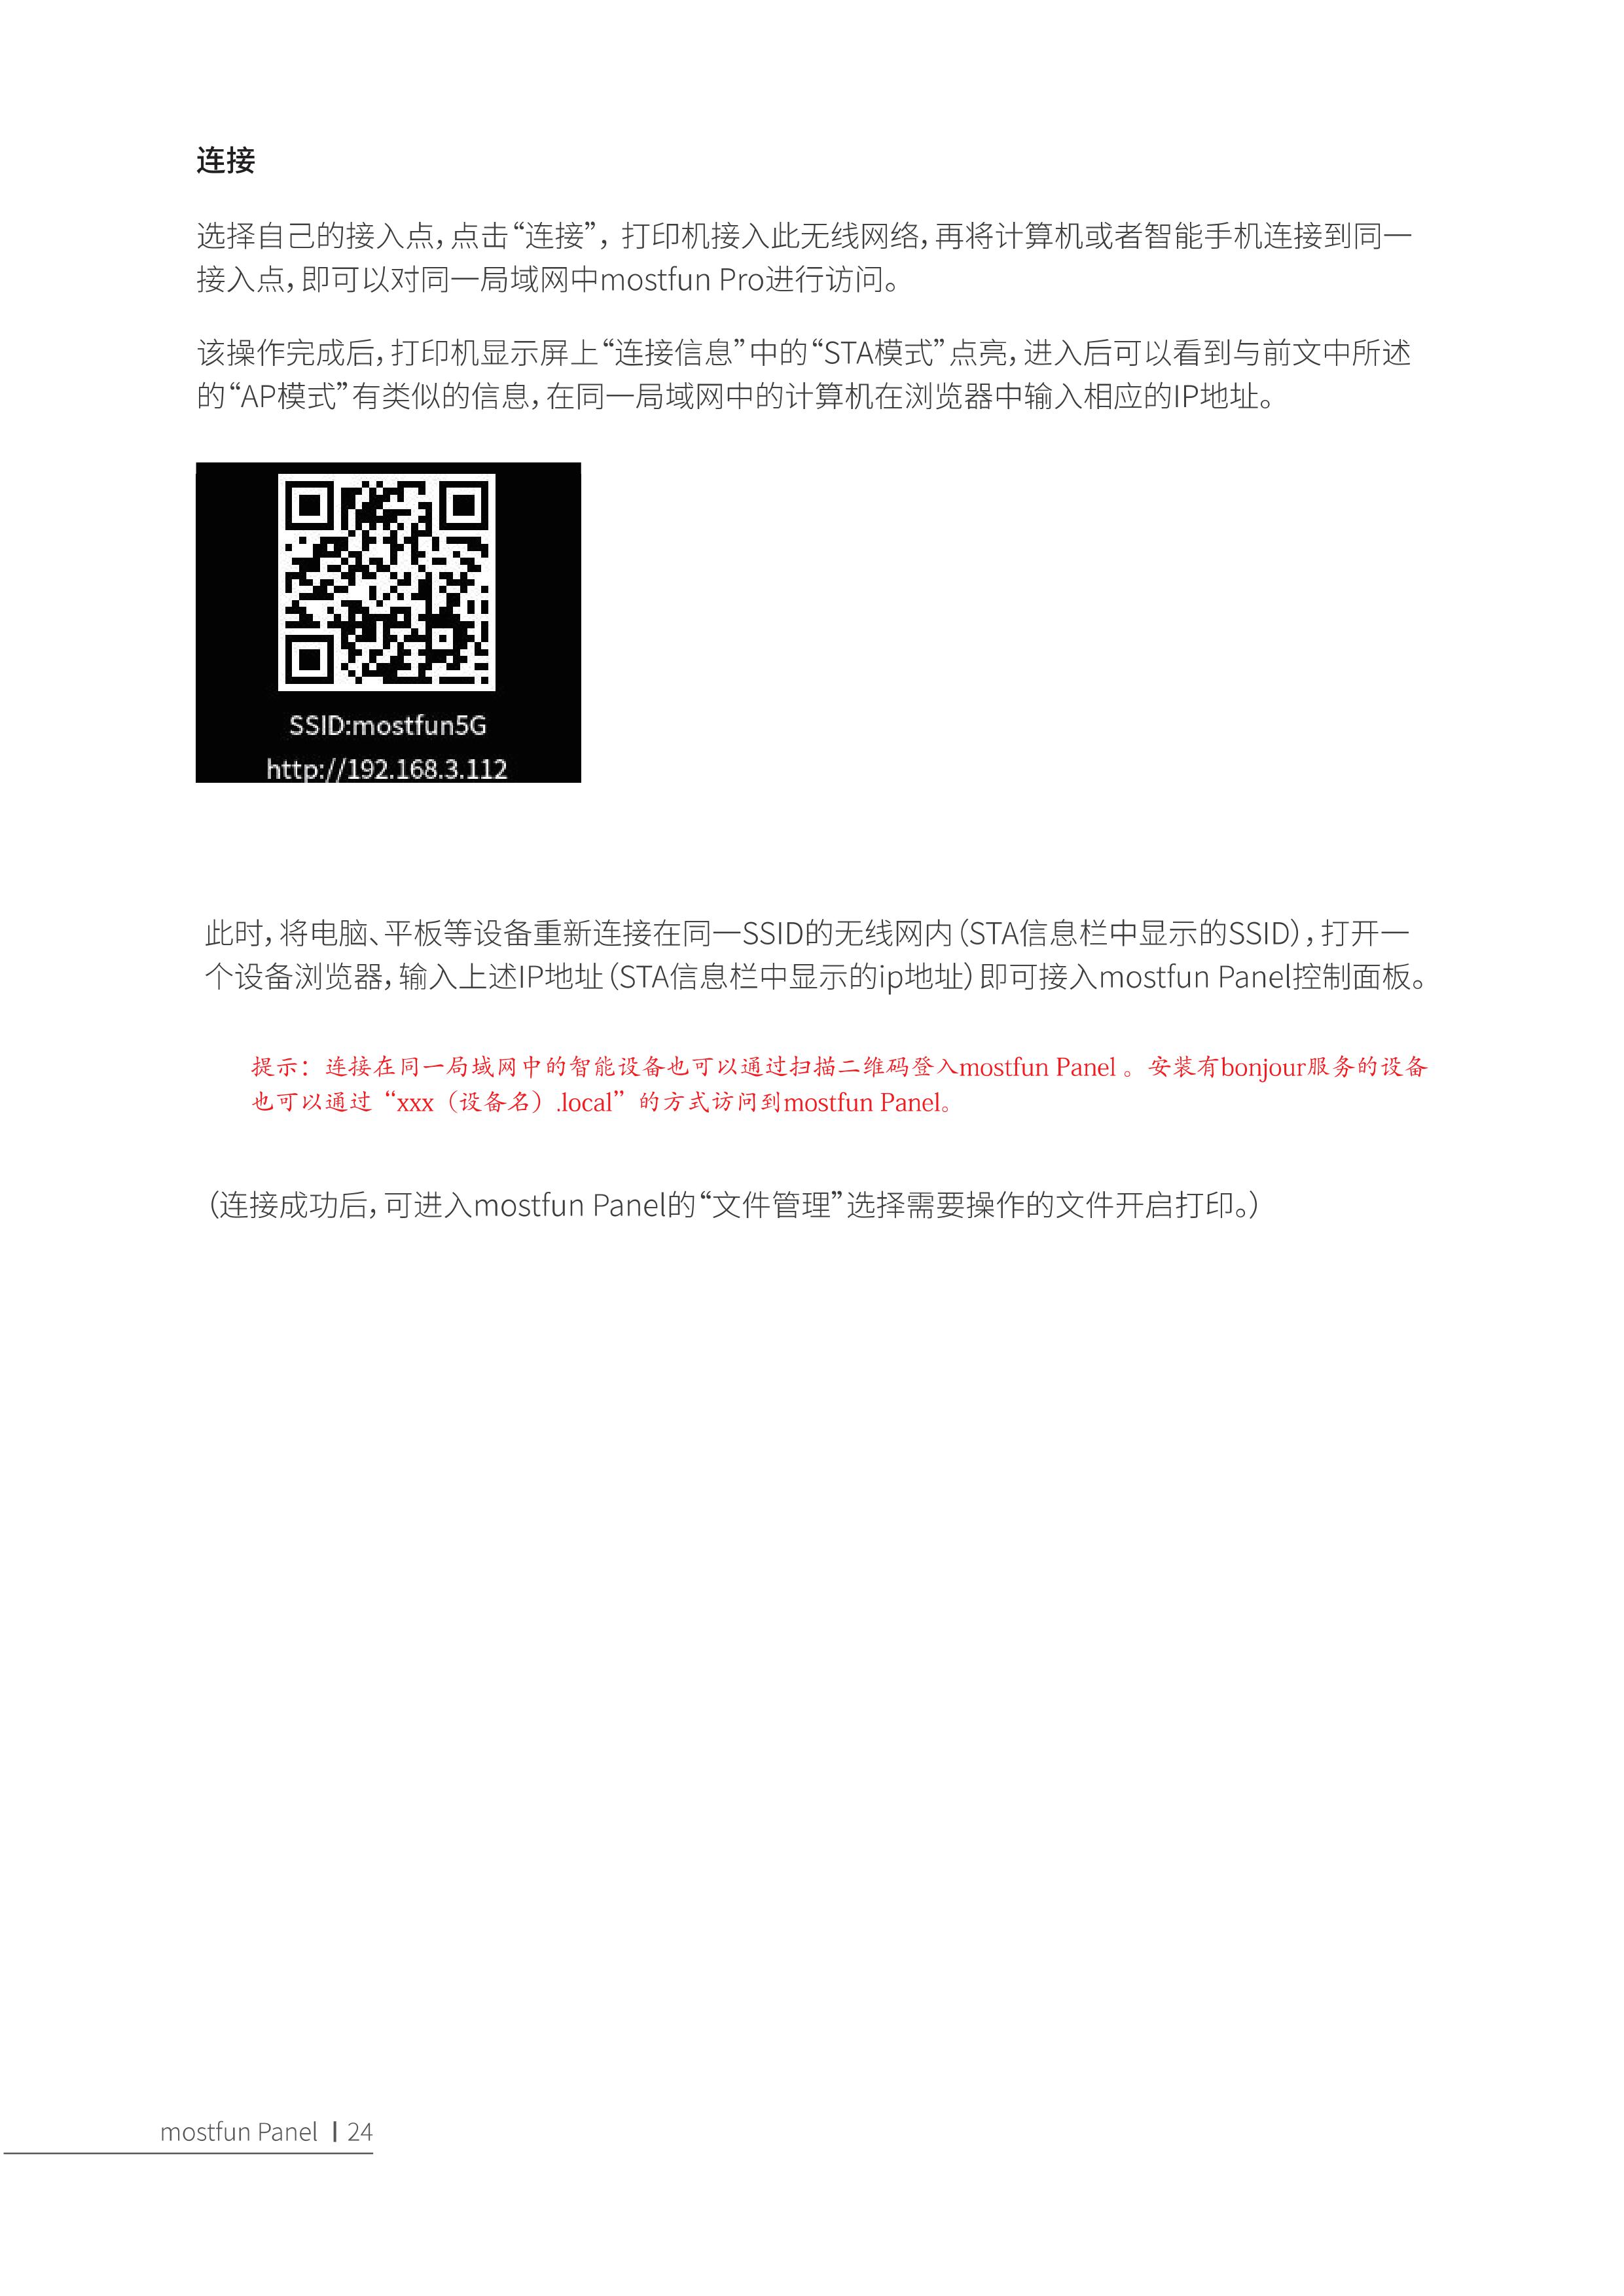 连接
选择自己的接入点，点击“连接”，打印机接入此无线网络，再将计算机或者智能手机连接到同一
接入点，即可以对同一局域网中mostfun Pro进行访问。
该操作完成后，打印机显示屏上“连接信息”中的“STA模式”点亮，进入后可以看到与前文中所述
的“AP模式”有类似的信息，在同一局域网中的计算机在浏览器中输入相应的IP地址。
SSID:mostfun5G
http://192.168.3.112
此时，将电脑、平板等设备重新连接在同一SSID的无线网内（STA信息栏中显示的SSID），打开一
个设备浏览器，输入上述IP地址（STA信息栏中显示的ip地址）即可接入mostfun Panel控制面板。
提示：连接在同一局域网中的智能设备也可以通过扫描二维码登入mostfun Panel 。安装有bonjour服务的设备
也可以通过“xxx（设备名）.local”的方式访问到mostfun Panel。
（连接成功后，可进入mostfun Panel的“文件管理”选择需要操作的文件开启打印。）
mostfun Panel | 24